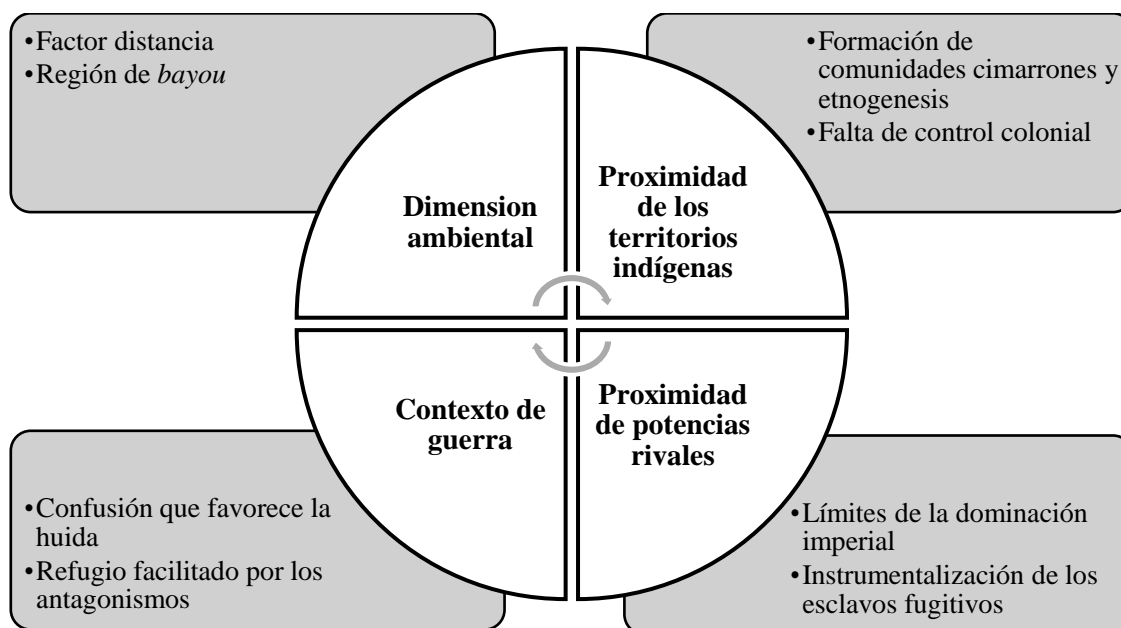 •Factor distancia
•Región de bayou
•Formación de
comunidades cimarrones y
etnogenesis
•Falta de control colonial
Dimension
ambiental
Proximidad
de los
territorios
indígenas
Contexto de
guerra
Proximidad
de potencias
rivales
•Confusión que favorece la
huida
•Refugio facilitado por los
antagonismos
•Límites de la dominación
imperial
•Instrumentalización de los
esclavos fugitivos